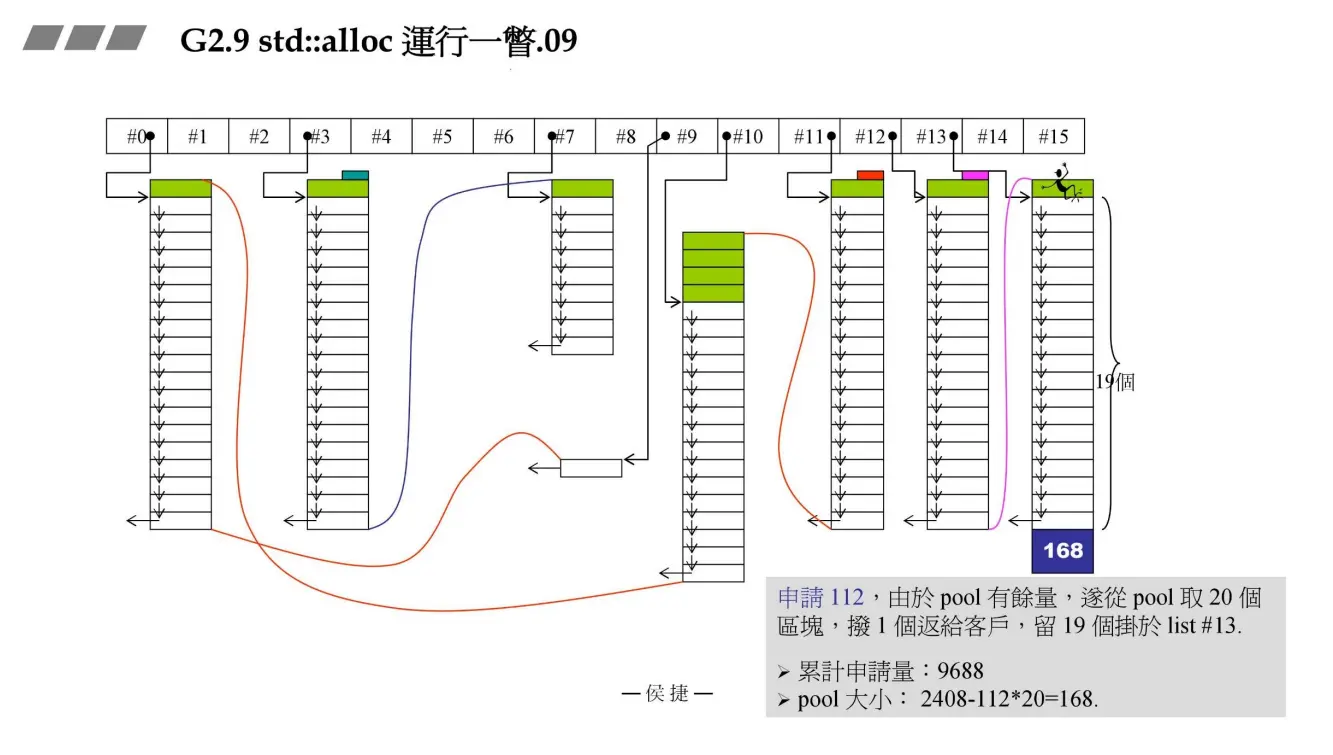 G2.9 std::alloc 運行一瞥.09
#0 #1 #2 #3 #4 #5 #6 #7 #8 #9 #10 #11 #12 #13 #14 #15
19個
168
申請 112，由於 pool 有餘量，遂從 pool 取 20 個
區塊，撥 1 個返給客戶，留 19 個掛於 list #13.
➢ 累計申請量：9688
➢ pool 大小： 2408-112*20=168.
— 侯 捷 —